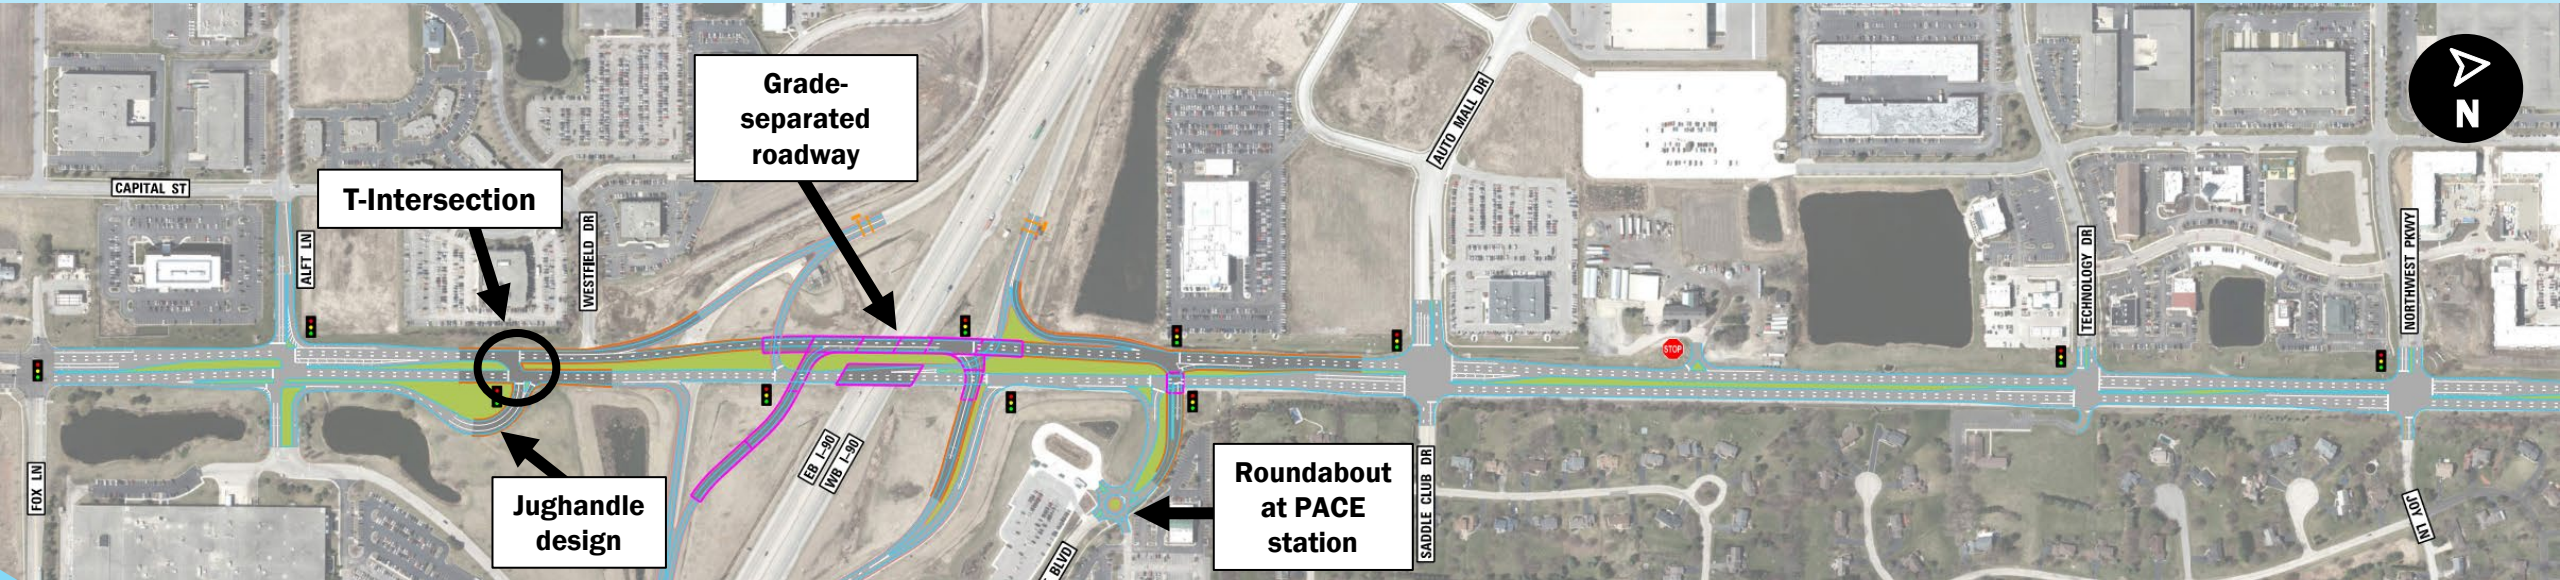 Grade-
separated
roadway
N
AUTO MALL DR
CAPITAL ST
T-Intersection
ALFT LN
WESTFIELD DR
TECHNOLOGY DR
NORTHWEST PKWY
STOP
EB I-90
WB I-90
FOX LN
Jughandle
design
Roundabout
at PACE
station
SADDLE CLUB DR
JOY LN
BLVD